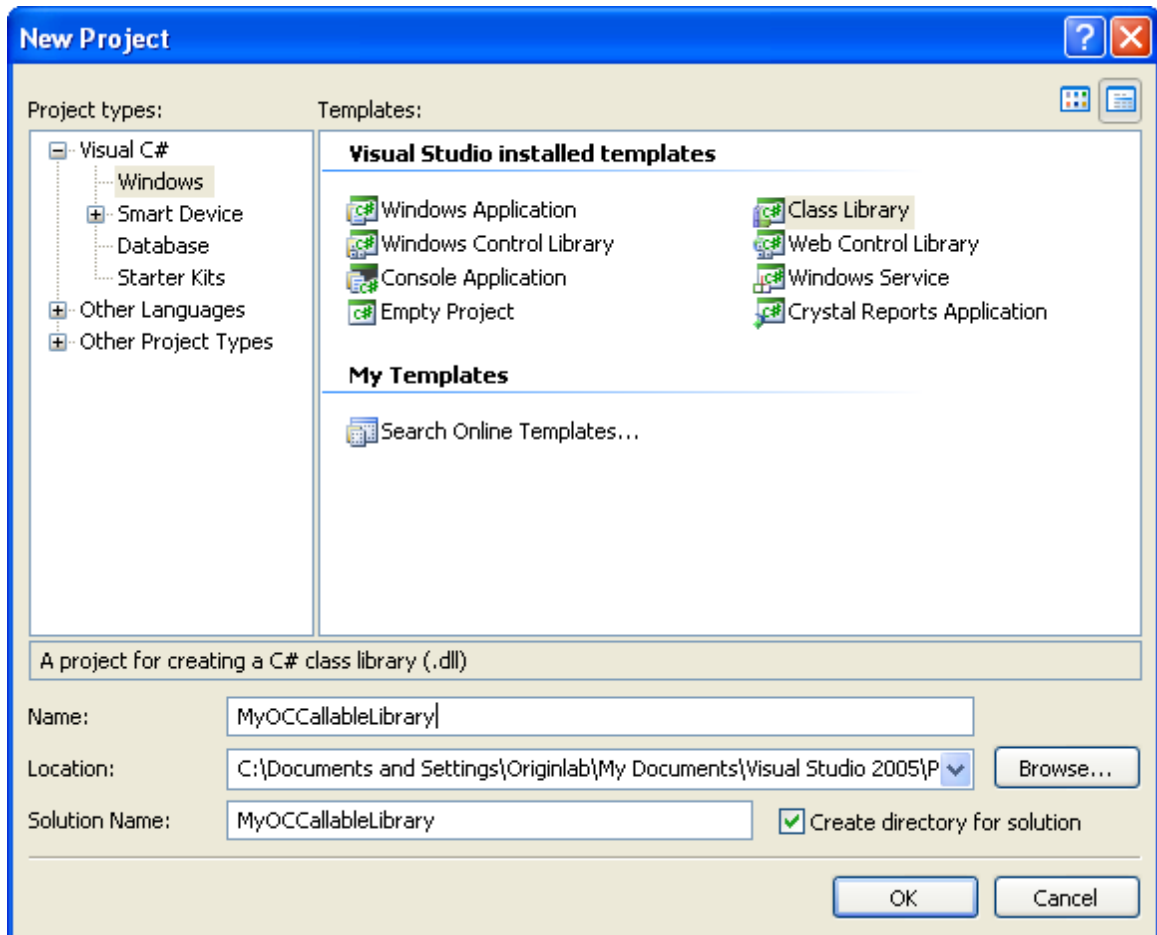 New Project
Project types:
Templates:
Visual C#
Windows
Smart Device
Database
Starter Kits
Other Languages
Other Project Types
Visual Studio installed templates
Windows Application
Class Library
Windows Control Library
Web Control Library
Console Application
Windows Service
Empty Project
Crystal Reports Application
My Templates
Search Online Templates...
A project for creating a C# class library (.dll)
Name: MyOCCallableLibrary
Location: C:\Documents and Settings\Originlab\My Documents\Visual Studio 2005\P Browse...
Solution Name: MyOCCallableLibrary Create directory for solution
OK Cancel